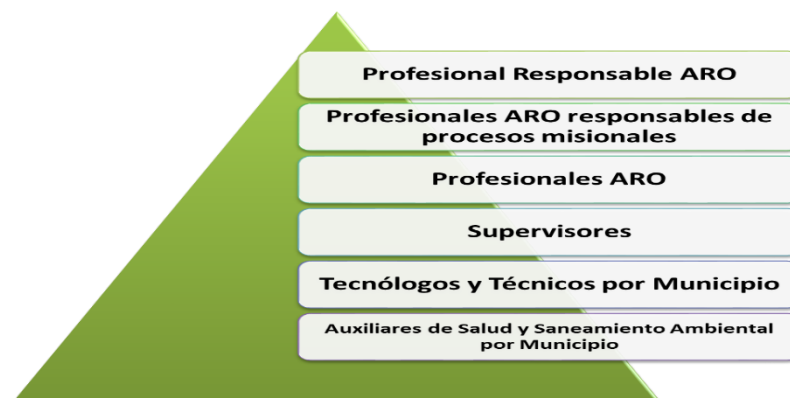 Profesional Responsable ARO
Profesionales ARO responsables de
procesos misionales
Profesionales ARO
Supervisores
Tecnólogos y Técnicos por Municipio
Auxiliares de Salud y Saneamiento Ambiental
por Municipio